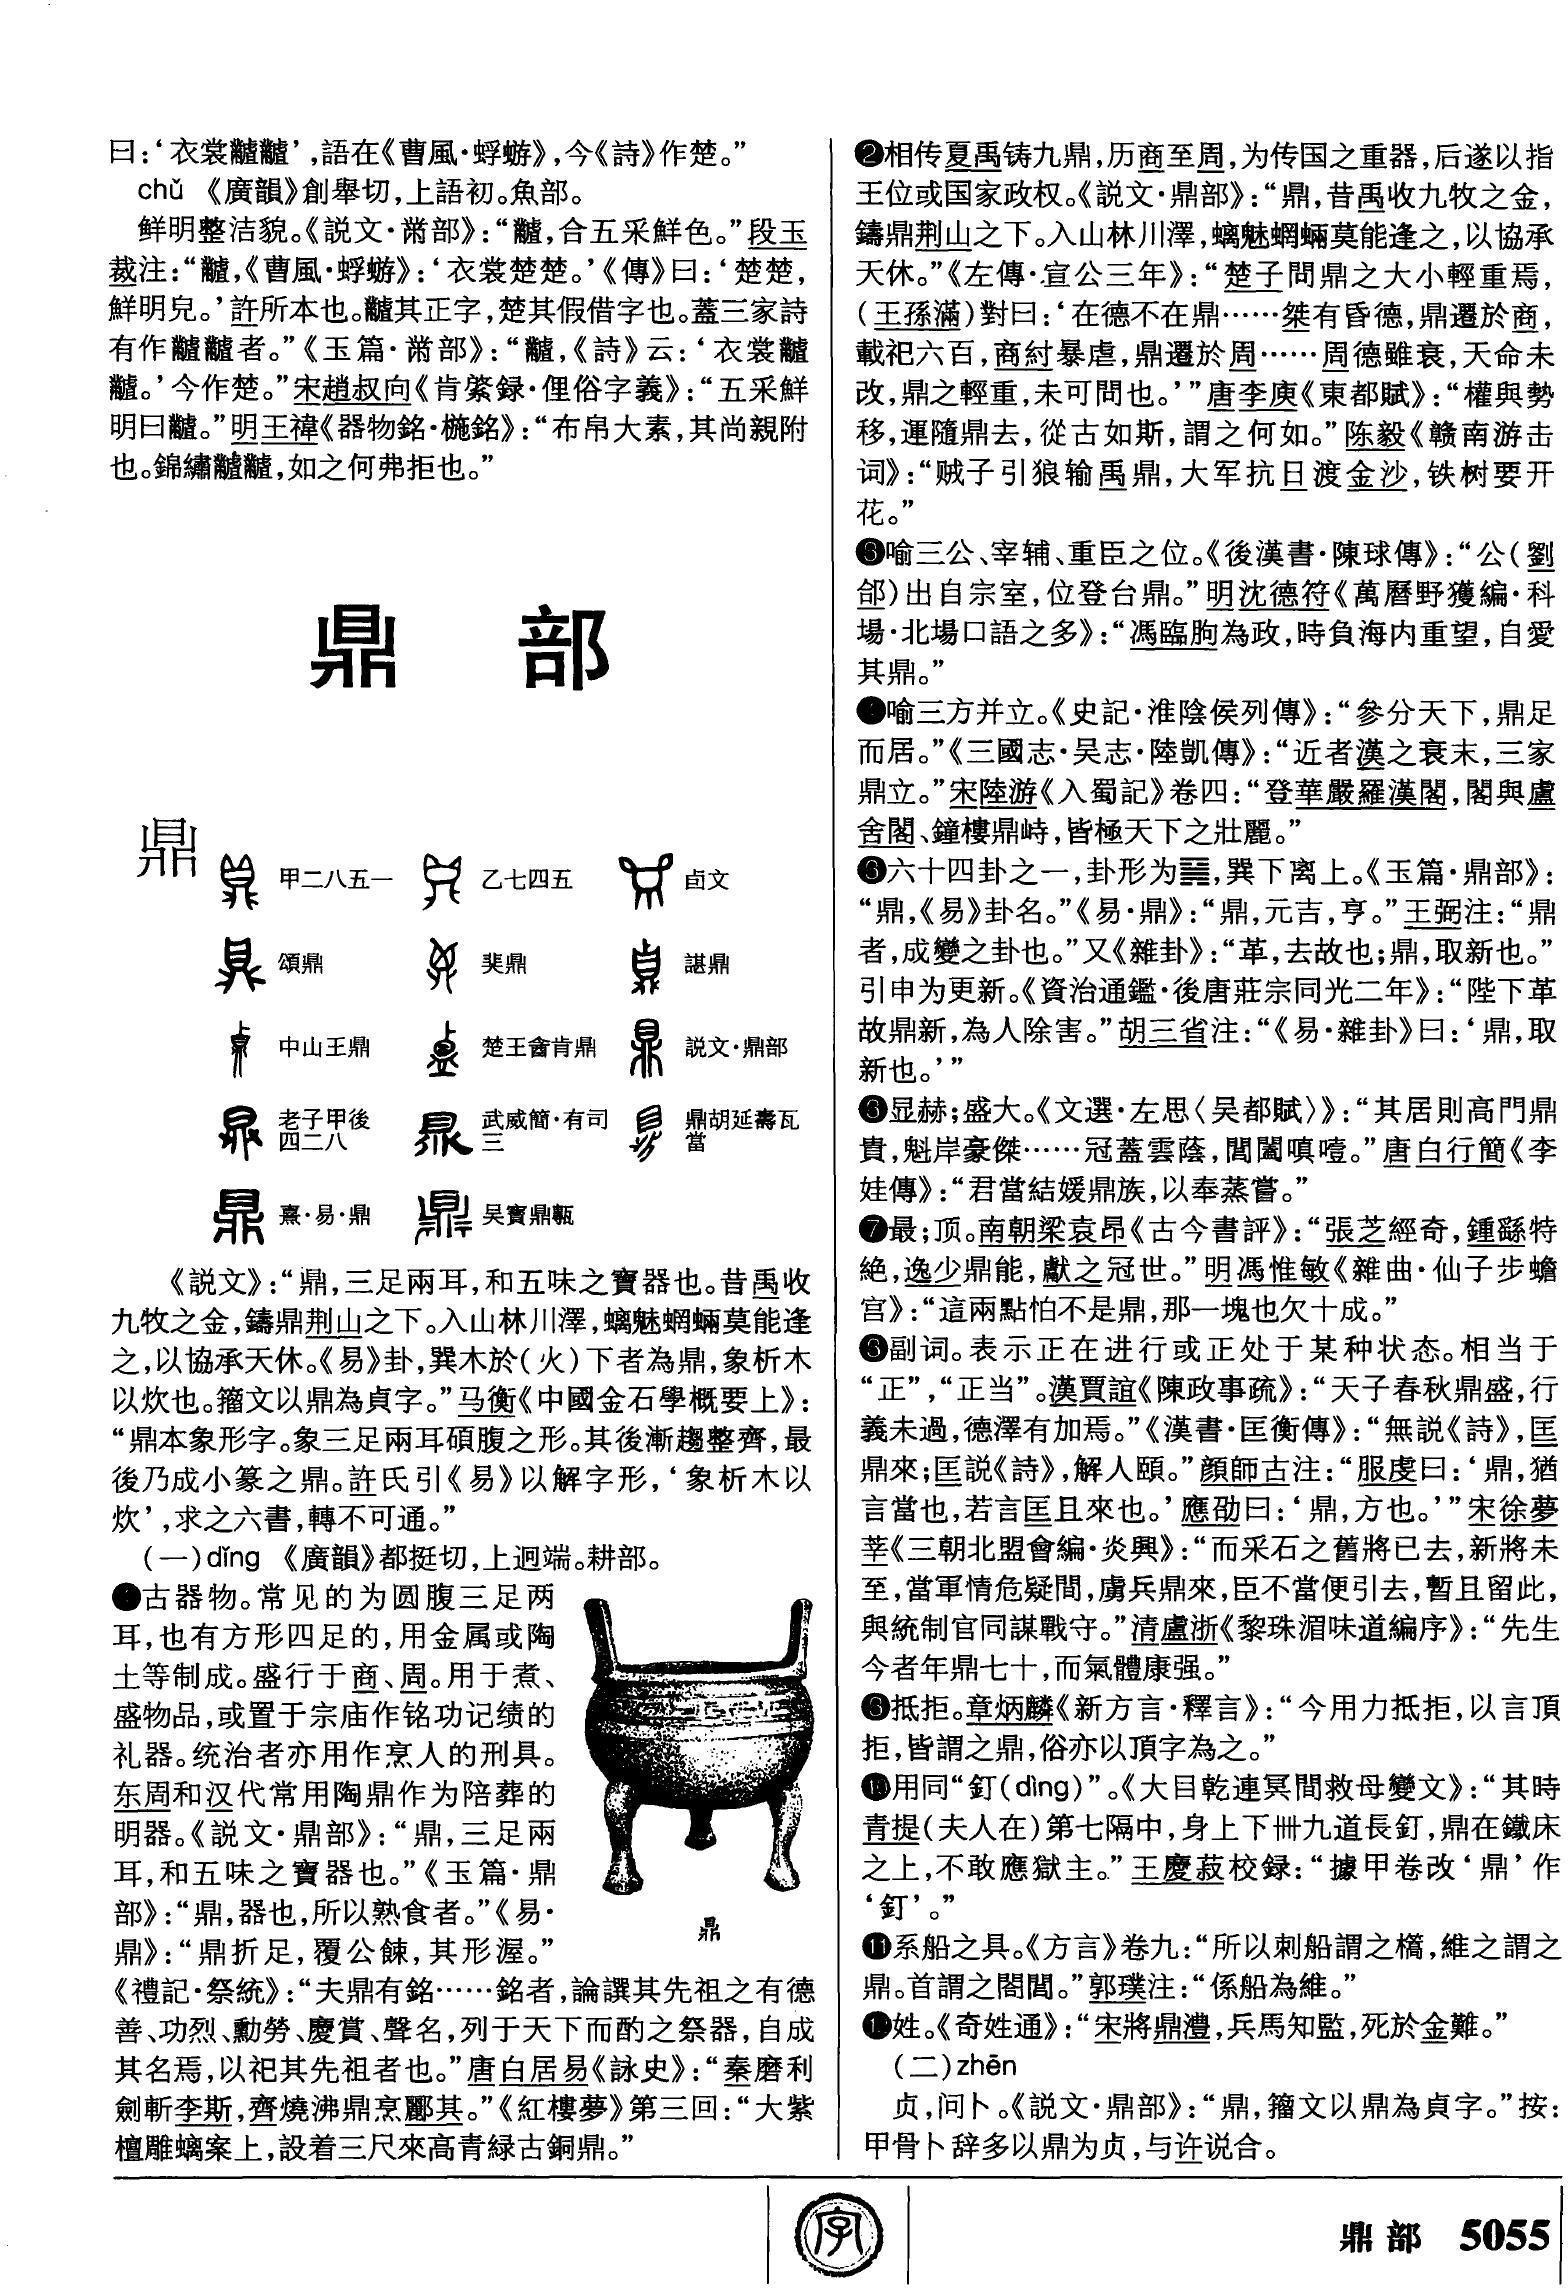 曰：‘衣裳黸黸’，語在《曹風·蜉蝣》，今《詩》作楚。”
chǔ　《廣韻》創舉切，上語初。魚部。
鲜明整洁貌。《説文·黹部》：“黸，合五采鮮色。”段玉
裁注：“黸，《曹風·蜉蝣》：‘衣裳楚楚。’《傳》曰：‘楚楚，
鮮明皃。’許所本也。黸其正字，楚其假借字也。蓋三家詩
有作黸黸者。”《玉篇·黹部》：“黸，《詩》云：‘衣裳黸
黸。’今作楚。”宋趙叔向《肯綮録·俚俗字義》：“五采鮮
明曰黸。”明王禕《器物銘·椸銘》：“布帛大素，其尚親附
也。錦繡黸黸，如之何弗拒也。”
鼎　部
鼎
甲二八五一　乙七四五　卣文
頌鼎　𡚬鼎　諶鼎
中山王鼎　楚王酓肯鼎　説文·鼎部
老子甲後四二八　武威簡·有司三　鼎胡延壽瓦當
熹·易·鼎　吴寶鼎甎
《説文》：“鼎，三足兩耳，和五味之寶器也。昔禹收
九牧之金，鑄鼎荆山之下。入山林川澤，螭魅蝄蜽莫能逢
之，以協承天休。《易》卦，巽木於（火）下者為鼎，象析木
以炊也。籀文以鼎為貞字。”马衡《中國金石學概要上》：
“鼎本象形字。象三足兩耳碩腹之形。其後漸趨整齊，最
後乃成小篆之鼎。許氏引《易》以解字形，‘象析木以
炊’，求之六書，轉不可通。”
（一）dǐng　《廣韻》都挺切，上迥端。耕部。
❶古器物。常见的为圆腹三足两
耳，也有方形四足的，用金属或陶
土等制成。盛行于商、周。用于煮、
盛物品，或置于宗庙作铭功记绩的
礼器。统治者亦用作烹人的刑具。
东周和汉代常用陶鼎作为陪葬的
明器。《説文·鼎部》：“鼎，三足兩
耳，和五味之寶器也。”《玉篇·鼎
部》：“鼎，器也，所以熟食者。”《易·
鼎》：“鼎折足，覆公餗，其形渥。”
鼎
《禮記·祭統》：“夫鼎有銘……銘者，論譔其先祖之有德
善、功烈、勳勞、慶賞、聲名，列于天下而酌之祭器，自成
其名焉，以祀其先祖者也。”唐白居易《詠史》：“秦磨利
劍斬李斯，齊燒沸鼎烹酈其。”《紅樓夢》第三回：“大紫
檀雕螭案上，設着三尺來高青緑古銅鼎。”
❷相传夏禹铸九鼎，历商至周，为传国之重器，后遂以指
王位或国家政权。《説文·鼎部》：“鼎，昔禹收九牧之金，
鑄鼎荆山之下。入山林川澤，螭魅蝄蜽莫能逢之，以協承
天休。”《左傳·宣公三年》：“楚子問鼎之大小輕重焉，
（王孫滿）對曰：‘在德不在鼎……桀有昏德，鼎遷於商，
載祀六百，商紂暴虐，鼎遷於周……周德雖衰，天命未
改，鼎之輕重，未可問也。’”唐李庾《東都賦》：“權與勢
移，運隨鼎去，從古如斯，謂之何如。”陈毅《赣南游击
词》：“贼子引狼输禹鼎，大军抗日渡金沙，铁树要开
花。”
❸喻三公、宰辅、重臣之位。《後漢書·陳球傳》：“公（劉
郃）出自宗室，位登台鼎。”明沈德符《萬曆野獲編·科
場·北場口語之多》：“馮臨朐為政，時負海内重望，自愛
其鼎。”
❹喻三方并立。《史記·淮陰侯列傳》：“參分天下，鼎足
而居。”《三國志·吴志·陸凱傳》：“近者漢之衰末，三家
鼎立。”宋陸游《入蜀記》卷四：“登華嚴羅漢閣，閣與盧
舍閣、鐘樓鼎峙，皆極天下之壯麗。”
❺六十四卦之一，卦形为䷱，巽下离上。《玉篇·鼎部》：
“鼎，《易》卦名。”《易·鼎》：“鼎，元吉，亨。”王弼注：“鼎
者，成變之卦也。”又《雜卦》：“革，去故也；鼎，取新也。”
引申为更新。《資治通鑑·後唐莊宗同光二年》：“陛下革
故鼎新，為人除害。”胡三省注：“《易·雜卦》曰：‘鼎，取
新也。’”
❻显赫；盛大。《文選·左思〈吴都賦〉》：“其居則高門鼎
貴，魁岸豪傑……冠蓋雲蔭，閭閻嗔噎。”唐白行簡《李
娃傳》：“君當結媛鼎族，以奉蒸嘗。”
❼最；顶。南朝梁袁昂《古今書評》：“張芝經奇，鍾繇特
絶，逸少鼎能，獻之冠世。”明馮惟敏《雜曲·仙子步蟾
宫》：“這兩點怕不是鼎，那一塊也欠十成。”
❽副词。表示正在进行或正处于某种状态。相当于
“正”，“正当”。漢賈誼《陳政事疏》：“天子春秋鼎盛，行
義未過，德澤有加焉。”《漢書·匡衡傳》：“無説《詩》，匡
鼎來；匡説《詩》，解人頤。”顔師古注：“服虔曰：‘鼎，猶
言當也，若言匡且來也。’應劭曰：‘鼎，方也。’”宋徐夢
莘《三朝北盟會編·炎興》：“而采石之舊將已去，新將未
至，當軍情危疑間，虜兵鼎來，臣不當便引去，暫且留此，
與統制官同謀戰守。”清盧浙《黎珠湄味道編序》：“先生
今者年鼎七十，而氣體康强。”
❾抵拒。章炳麟《新方言·釋言》：“今用力抵拒，以言頂
拒，皆謂之鼎，俗亦以頂字為之。”
❿用同“釘（dìng）”。《大目乾連冥間救母變文》：“其時
青提（夫人在）第七隔中，身上下卌九道長釘，鼎在鐵床
之上，不敢應獄主。”王慶菽校録：“據甲卷改‘鼎’作
‘釘’。”
⓫系船之具。《方言》卷九：“所以刺船謂之檹，維之謂之
鼎。首謂之閤閭。”郭璞注：“係船為維。”
⓬姓。《奇姓通》：“宋將鼎澧，兵馬知監，死於金難。”
（二）zhēn
贞，问卜。《説文·鼎部》：“鼎，籀文以鼎為貞字。”按：
甲骨卜辞多以鼎为贞，与许说合。
字
鼎部　5055